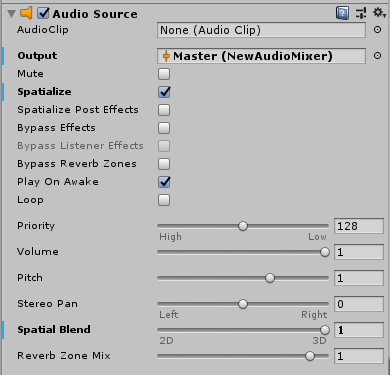 Audio Source
AudioClip None (Audio Clip)
Output Master (NewAudioMixer)
Mute
Spatialize
Spatialize Post Effects
Bypass Effects
Bypass Listener Effects
Bypass Reverb Zones
Play On Awake
Loop
Priority 128
High Low
Volume 1
Pitch 1
Stereo Pan 0
Left Right
Spatial Blend 1
2D 3D
Reverb Zone Mix 1